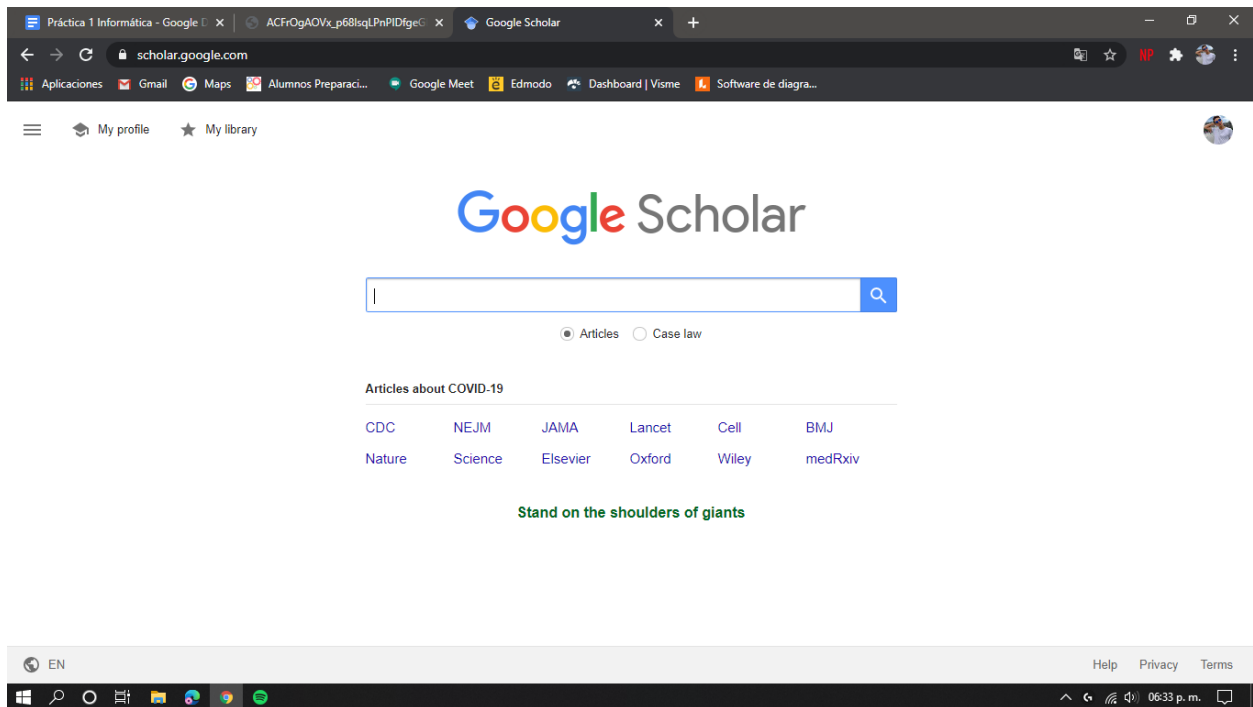 Práctica 1 Informática - Google D
ACFrOgAOVx_p68lsqLPnPIDfgeG
Google Scholar
scholar.google.com
NP
Aplicaciones Gmail Maps Alumnos Preparaci... Google Meet Edmodo Dashboard | Visme Software de diagra...
My profile My library
Google Scholar
Articles Case law
Articles about COVID-19
CDC NEJM JAMA Lancet Cell BMJ
Nature Science Elsevier Oxford Wiley medRxiv
Stand on the shoulders of giants
EN Help Privacy Terms
06:33 p. m.